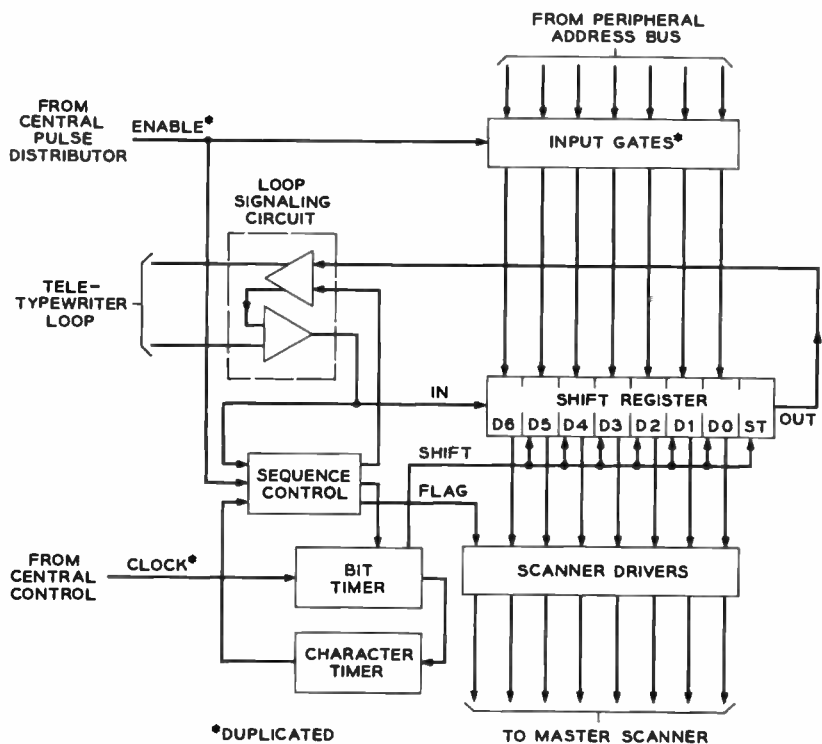 FROM PERIPHERAL
ADDRESS BUS
FROM
CENTRAL
PULSE
DISTRIBUTOR
ENABLE*
INPUT GATES*
LOOP
SIGNALING
CIRCUIT
TELE-
TYPEWRITER
LOOP
IN
SHIFT REGISTER
D6 D5 D4 D3 D2 D1 D0 ST
OUT
SHIFT
SEQUENCE
CONTROL
FLAG
FROM
CENTRAL
CONTROL
CLOCK*
BIT
TIMER
SCANNER DRIVERS
CHARACTER
TIMER
*DUPLICATED
TO MASTER SCANNER